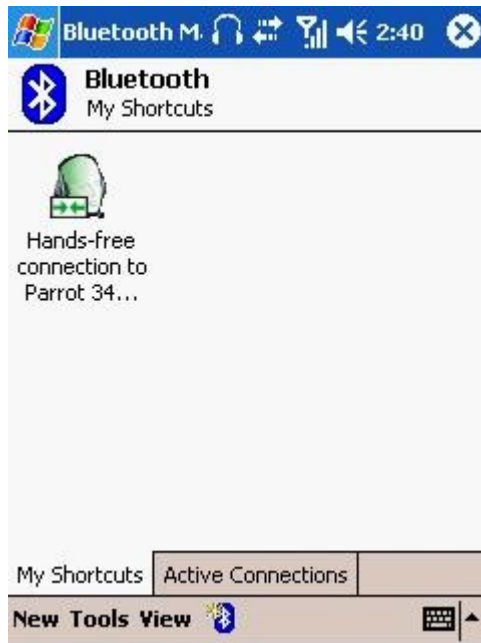 Bluetooth M. 2:40
Bluetooth
My Shortcuts
Hands-free
connection to
Parrot 34...
My Shortcuts Active Connections
New Tools View